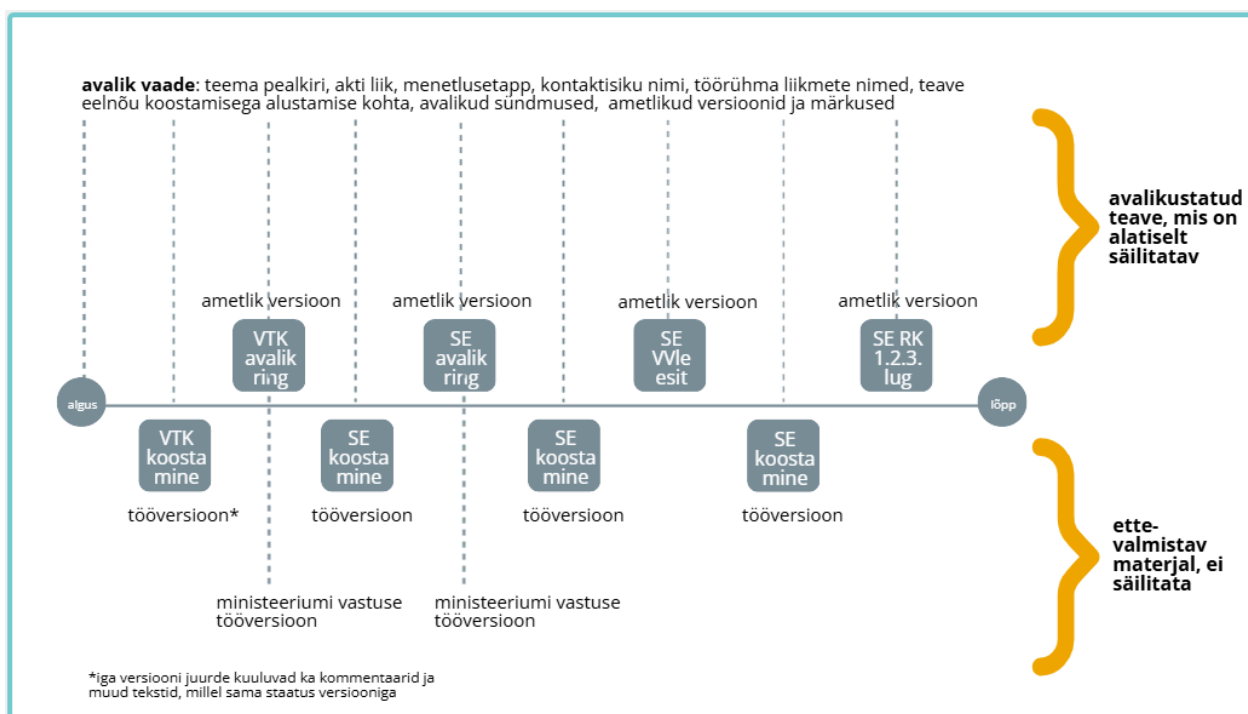 avalik vaade: teema pealkiri, akti liik, menetlusetapp, kontaktisiku nimi, töörühma liikmete nimed, teave
eelnõu koostamisega alustamise kohta, avalikud sündmused, ametlikud versioonid ja märkused
avalikustatud
teave, mis on
alatiselt
säilitatav
ametlik versioon
ametlik versioon
ametlik versioon
ametlik versioon
VTK
avalik
ring
SE
avalik
ring
SE
VVle
esit
SE RK
1.2.3.
lug
algus
lõpp
VTK
koosta
mine
SE
koosta
mine
SE
koosta
mine
SE
koosta
mine
tööversioon*
tööversioon
tööversioon
tööversioon
ette-
valmistav
materjal, ei
säilitata
ministeeriumi vastuse
tööversioon
ministeeriumi vastuse
tööversioon
*iga versiooni juurde kuuluvad ka kommentaarid ja
muud tekstid, millel sama staatus versiooniga